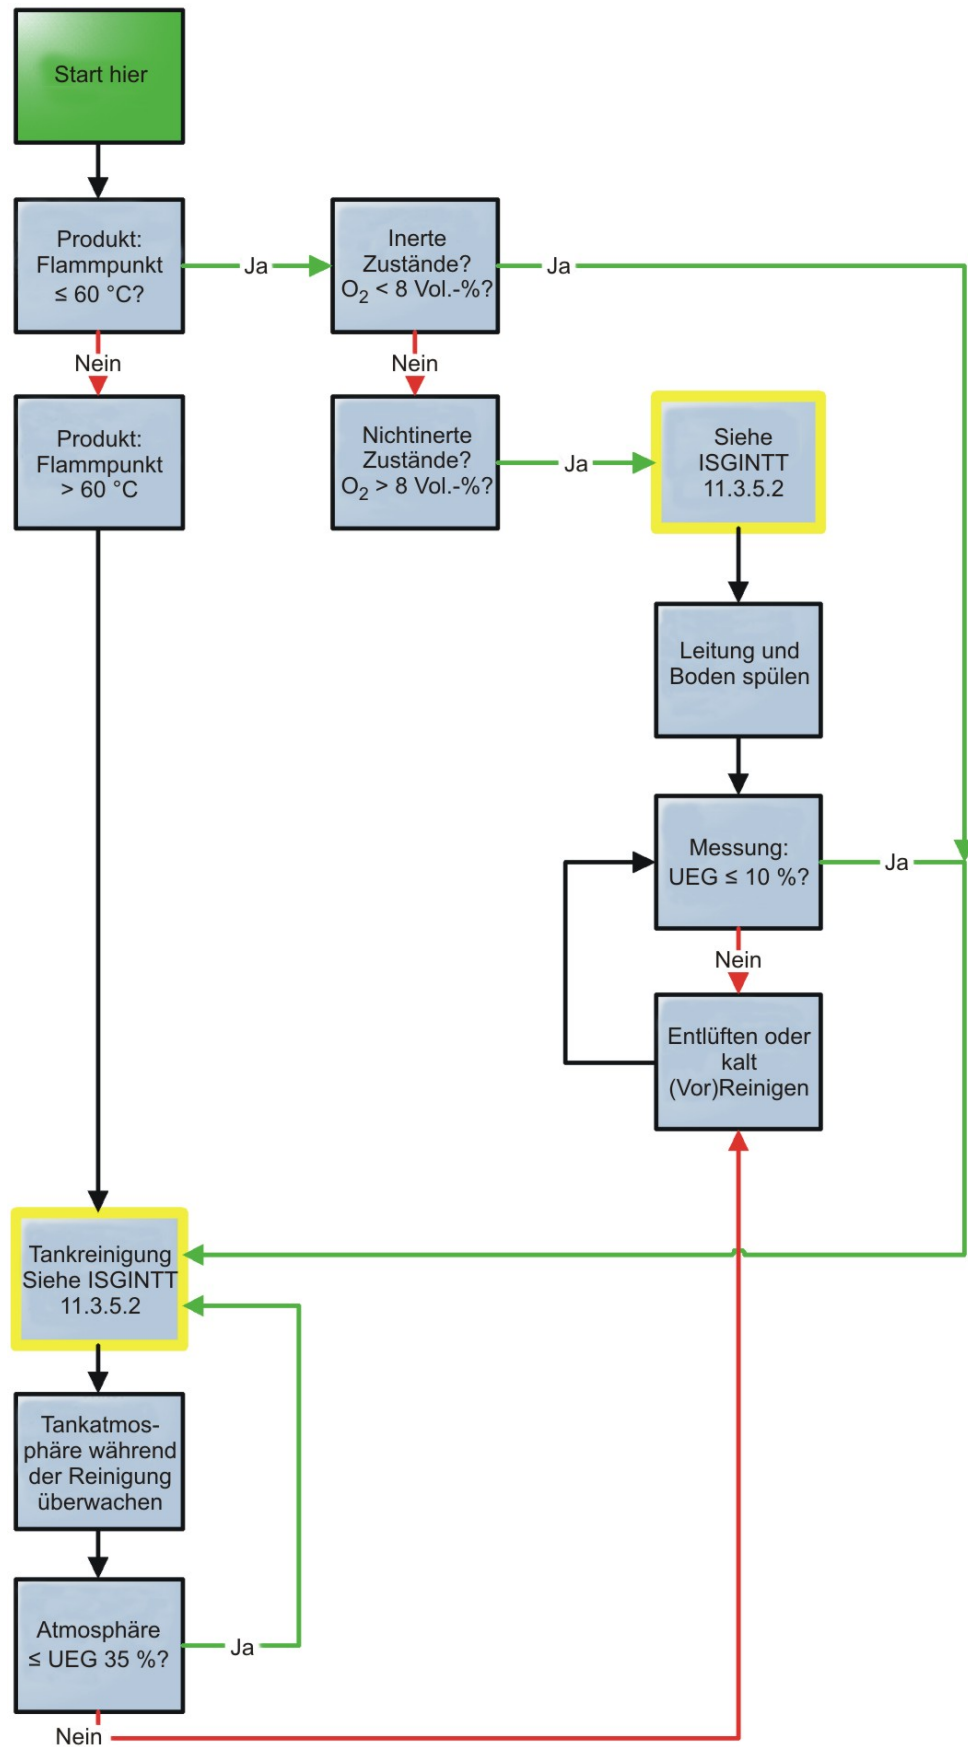 Start hier
Produkt:
Flammpunkt
≤ 60 °C?
Ja
Inerte
Zustände?
O₂ < 8 Vol.-%?
Ja
Nein
Nein
Produkt:
Flammpunkt
> 60 °C
Nichtinerte
Zustände?
O₂ > 8 Vol.-%?
Ja
Siehe
ISGINTT
11.3.5.2
Leitung und
Boden spülen
Messung:
UEG ≤ 10 %?
Ja
Nein
Entlüften oder
kalt
(Vor)Reinigen
Tankreinigung
Siehe ISGINTT
11.3.5.2
Tankatmos-
phäre während
der Reinigung
überwachen
Atmosphäre
≤ UEG 35 %?
Ja
Nein